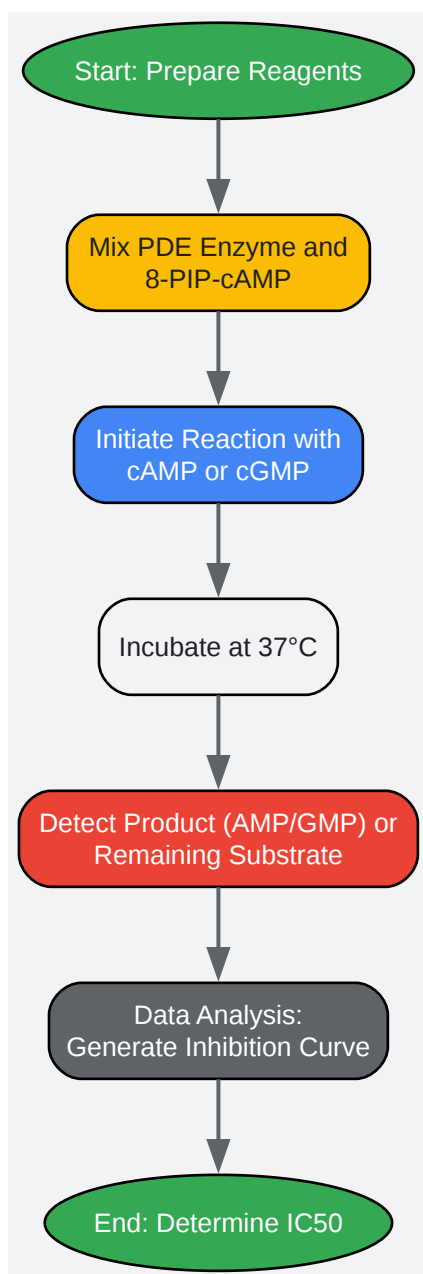 Start: Prepare Reagents
Mix PDE Enzyme and
8-PIP-cAMP
Initiate Reaction with
cAMP or cGMP
Incubate at 37°C
Detect Product (AMP/GMP) or
Remaining Substrate
Data Analysis:
Generate Inhibition Curve
End: Determine IC50